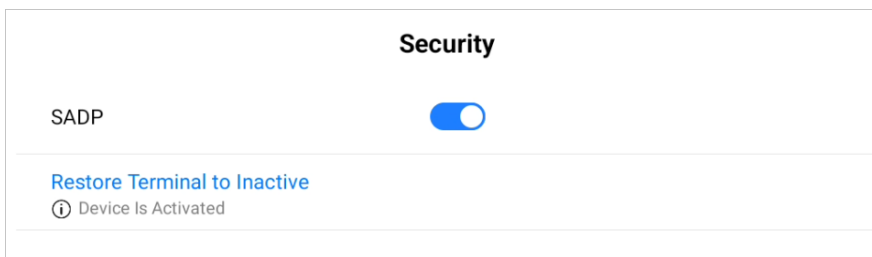 Security
SADP
Restore Terminal to Inactive
Device Is Activated